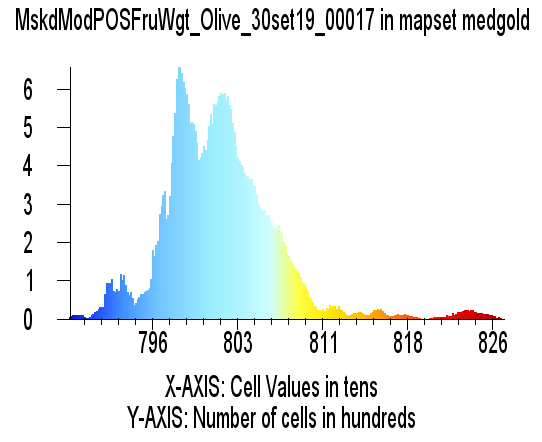 MskdModPOSFruWgt_Olive_30set19_00017 in mapset medgold
6
5
4
3
2
1
0
796 803 811 818 826
X-AXIS: Cell Values in tens
Y-AXIS: Number of cells in hundreds